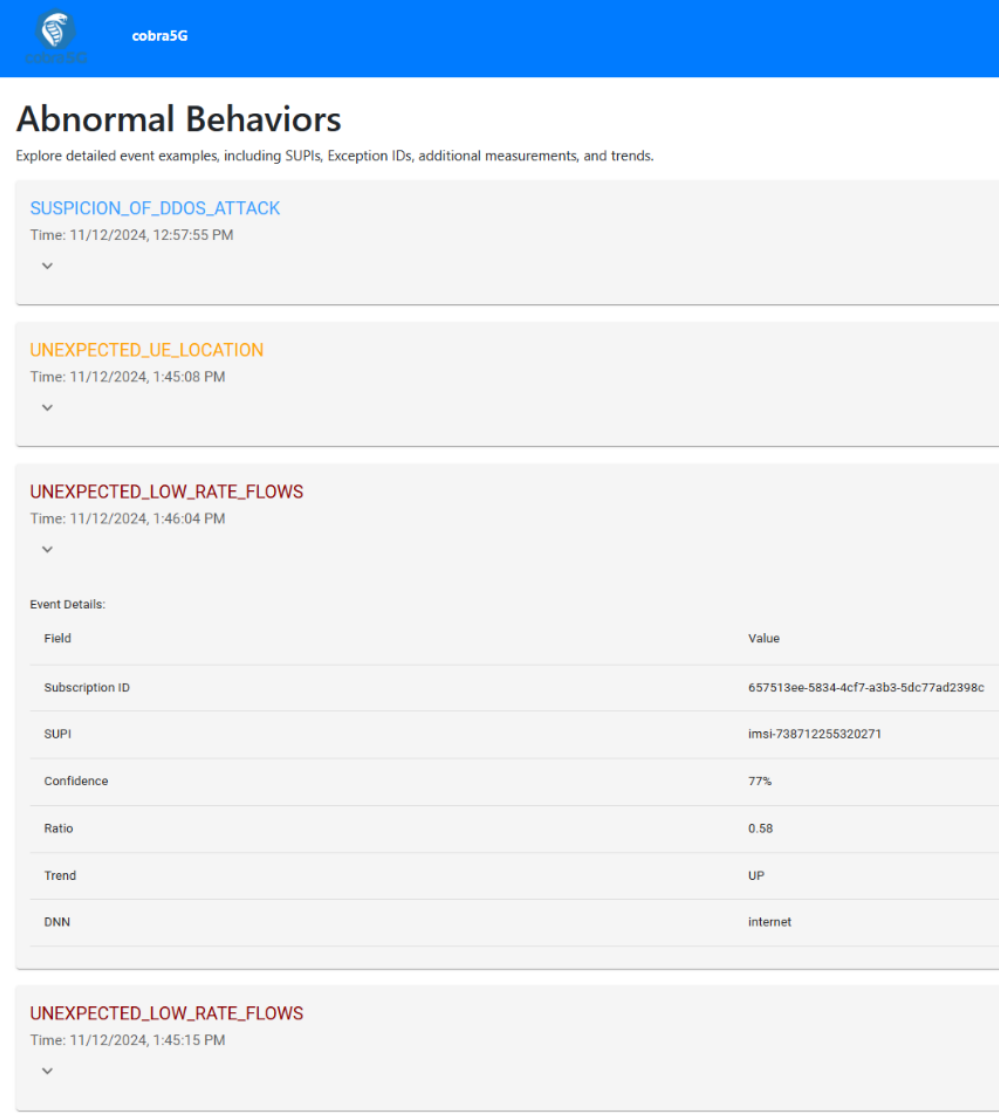 cobra5G
cobra5G
Abnormal Behaviors
Explore detailed event examples, including SUPIs, Exception IDs, additional measurements, and trends.
SUSPICION_OF_DDOS_ATTACK
Time: 11/12/2024, 12:57:55 PM
UNEXPECTED_UE_LOCATION
Time: 11/12/2024, 1:45:08 PM
UNEXPECTED_LOW_RATE_FLOWS
Time: 11/12/2024, 1:46:04 PM
Event Details:
Field Value
Subscription ID 657513ee-5834-4cf7-a3b3-5dc77ad2398c
SUPI imsi-738712255320271
Confidence 77%
Ratio 0.58
Trend UP
DNN internet
UNEXPECTED_LOW_RATE_FLOWS
Time: 11/12/2024, 1:45:15 PM